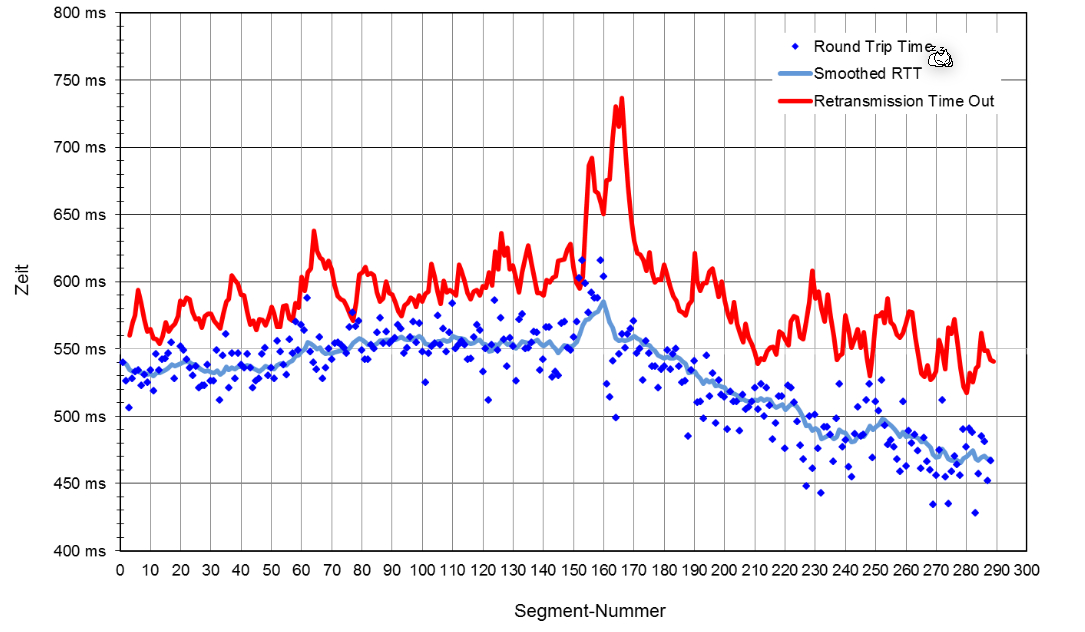 800 ms
750 ms
700 ms
650 ms
600 ms
550 ms
500 ms
450 ms
400 ms
Zeit
Round Trip Time
Smoothed RTT
Retransmission Time Out
0 10 20 30 40 50 60 70 80 90 100 110 120 130 140 150 160 170 180 190 200 210 220 230 240 250 260 270 280 290 300
Segment-Nummer